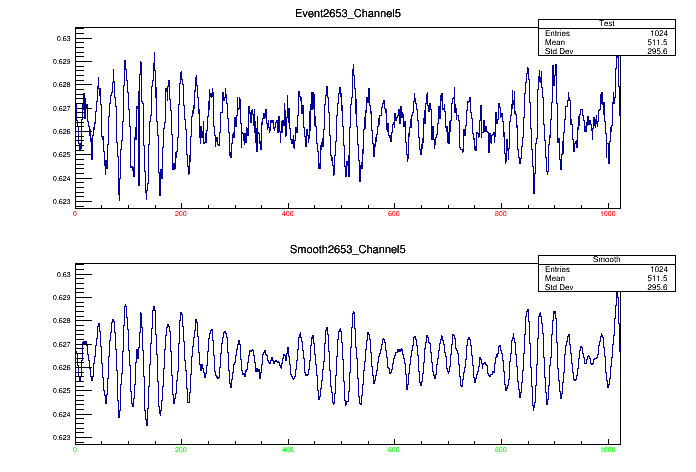 Event2653_Channel5
Test
Entries 1024
Mean 511.5
Std Dev 295.6
0.63
0.629
0.628
0.627
0.626
0.625
0.624
0.623
0 200 400 600 800 1000
Smooth2653_Channel5
Smooth
Entries 1024
Mean 511.5
Std Dev 295.6
0.63
0.629
0.628
0.627
0.626
0.625
0.624
0.623
0 200 400 600 800 1000